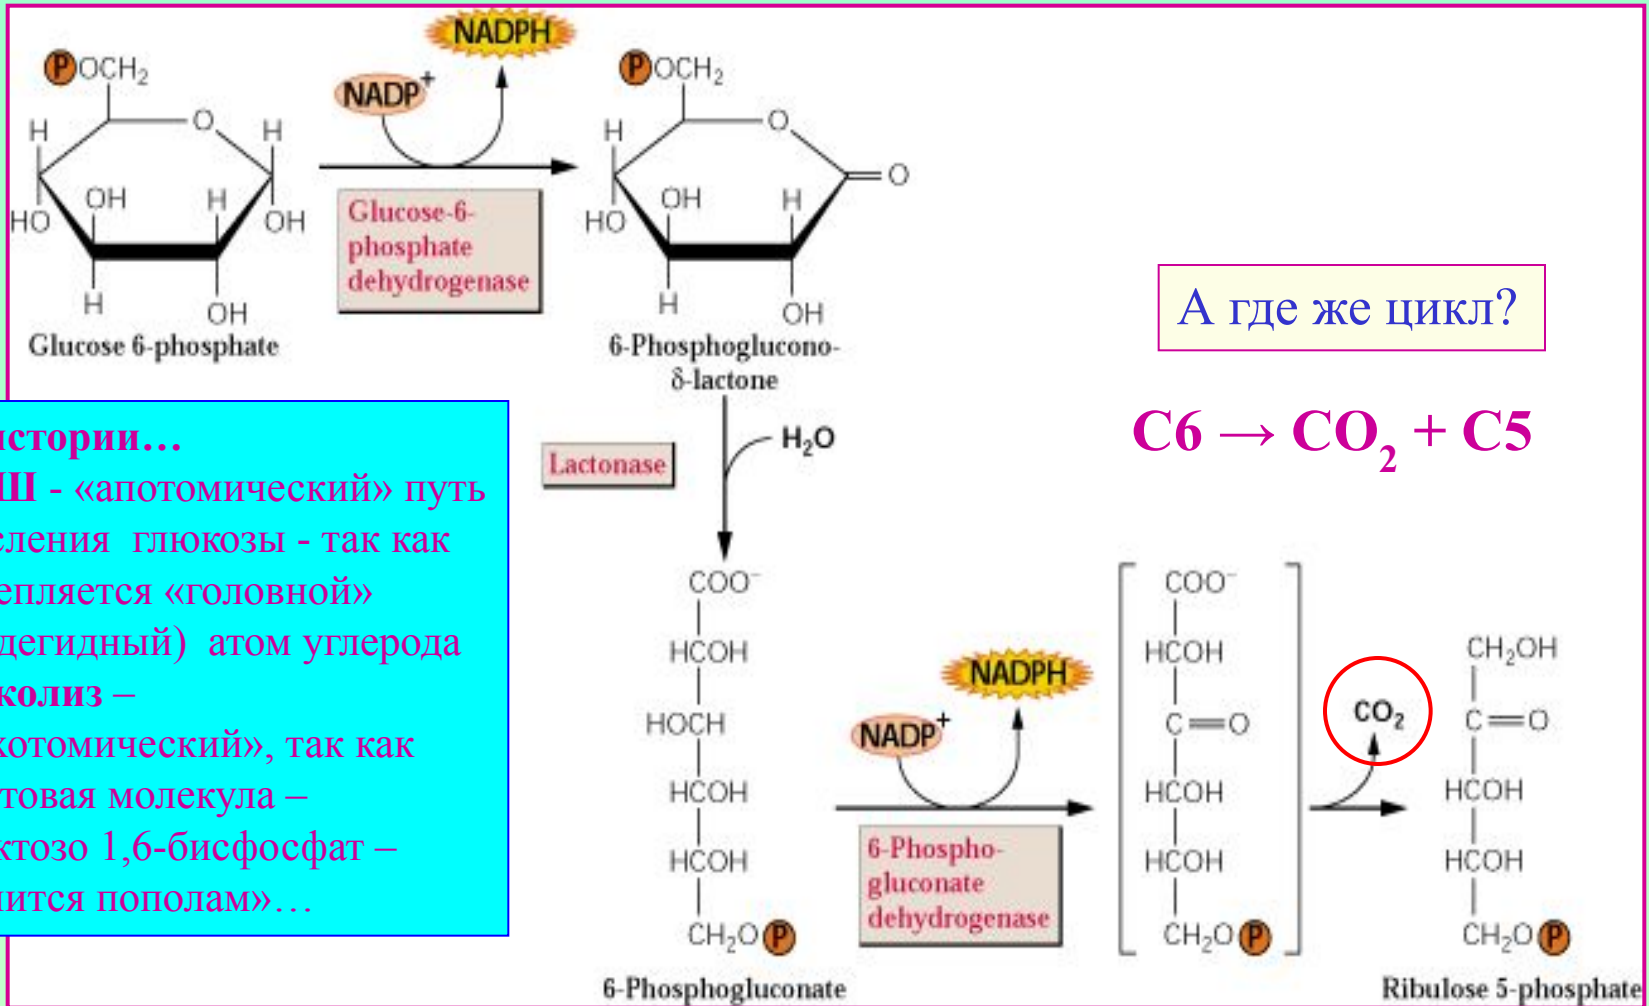 NADPH
POCH₂
NADP⁺
POCH₂
H
O
H
H
O
OH
H
OH
H
O
HO
OH
HO
H
OH
H
OH
Glucose-6-
phosphate
dehydrogenase
Glucose 6-phosphate
6-Phosphoglucono-
δ-lactone
А где же цикл?
C6 → CO₂ + C5
стории…
Ш - «апотомический» путь
еления глюкозы - так как
епляется «головной»
дегидный) атом углерода
колиз –
котомический», так как
товая молекула –
ктозо 1,6-бисфосфат –
ится пополам»…
Lactonase
H₂O
COO⁻
HCOH
HOCH
HCOH
HCOH
CH₂OP
6-Phosphogluconate
NADP⁺
NADPH
6-Phospho-
gluconate
dehydrogenase
COO⁻
HCOH
C=O
HCOH
HCOH
CH₂OP
CO₂
CH₂OH
C=O
HCOH
HCOH
CH₂OP
Ribulose 5-phosphate